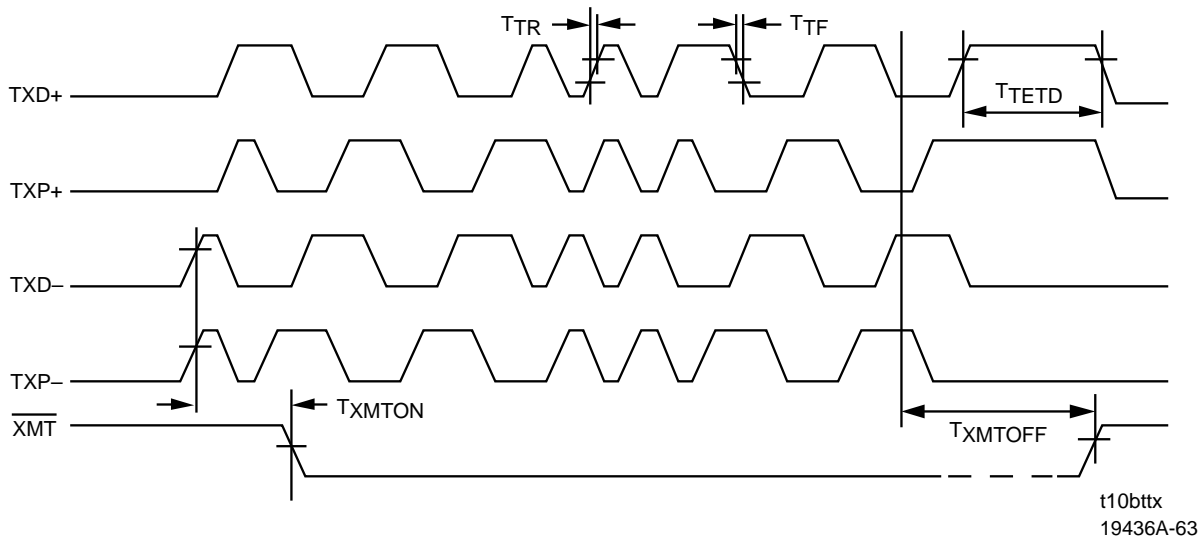 TTR
TTF
TXD+
TTETD
TXP+
TXD–
TXP–
TXMTON
XMT
TXMTOFF
t10bttx
19436A-63